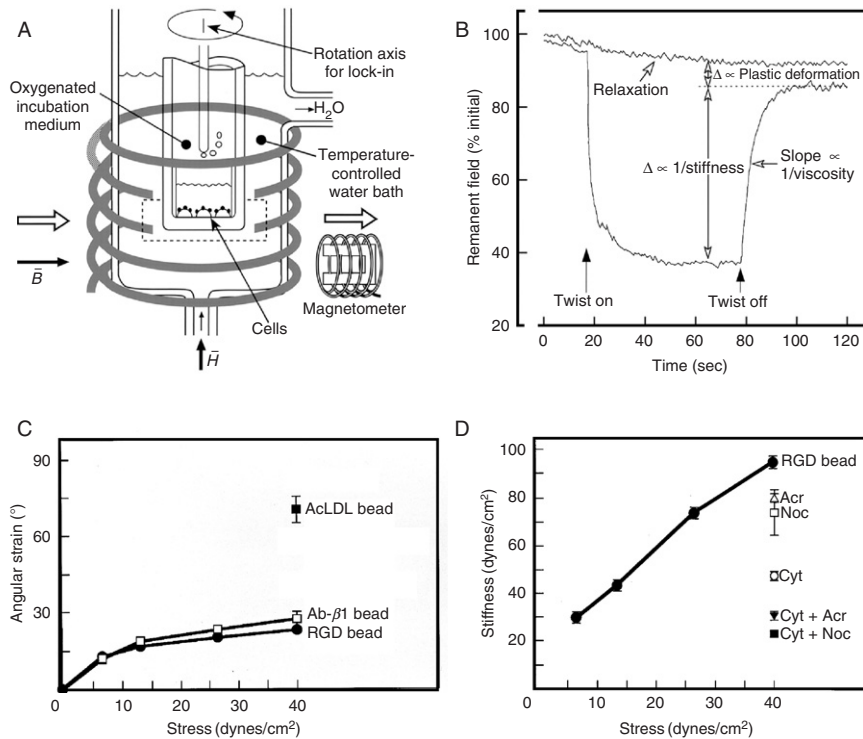 A
Rotation axis
for lock-in
Oxygenated
incubation
medium
H₂O
Temperature-
controlled
water bath
B̄
Magnetometer
Cells
H̄
B
Remanent field (% initial)
100
80
60
40
20
Relaxation
Δ ∝ Plastic deformation
Δ ∝ 1/stiffness
Slope ∝
1/viscosity
Twist on
Twist off
0 20 40 60 80 100 120
Time (sec)
C
Angular strain (°)
90
60
30
AcLDL bead
Ab-β1 bead
RGD bead
0 10 20 30 40
Stress (dynes/cm²)
D
Stiffness (dynes/cm²)
100
80
60
40
20
RGD bead
Acr
Noc
Cyt
Cyt + Acr
Cyt + Noc
0 10 20 30 40
Stress (dynes/cm²)